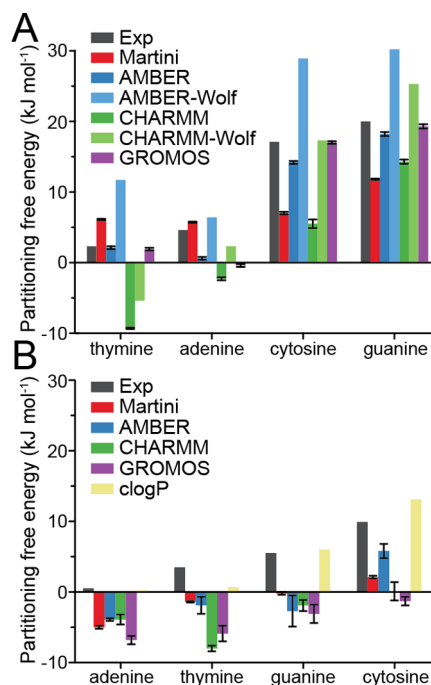 A
Partitioning free energy (kJ mol⁻¹)
30
20
10
0
-10
Exp
Martini
AMBER
AMBER-Wolf
CHARMM
CHARMM-Wolf
GROMOS
thymine adenine cytosine guanine
B
Partitioning free energy (kJ mol⁻¹)
30
20
10
0
-10
Exp
Martini
AMBER
CHARMM
GROMOS
clogP
adenine thymine guanine cytosine